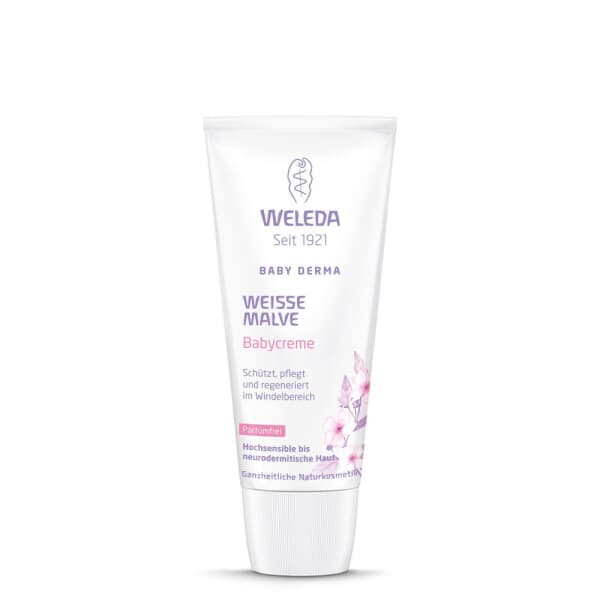 WELEDA
Seit 1921
BABY DERMA
WEISSE
MALVE
Babycreme
Schützt, pflegt
und regeneriert
im Windelbereich
Parfümfrei
Hochsensible bis
neurodermitische Haut
Ganzheitliche Naturkosmetik